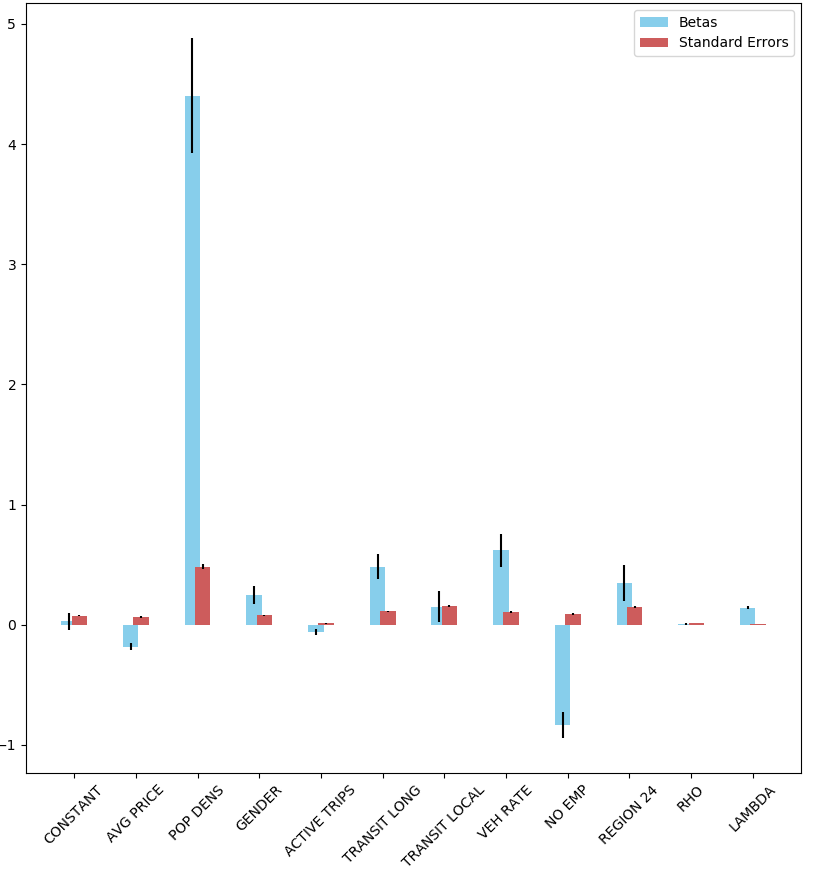 Betas
Standard Errors
5
4
3
2
1
0
−1
CONSTANT
AVG PRICE
POP DENS
GENDER
ACTIVE TRIPS
TRANSIT LONG
TRANSIT LOCAL
VEH RATE
NO EMP
REGION 24
RHO
LAMBDA